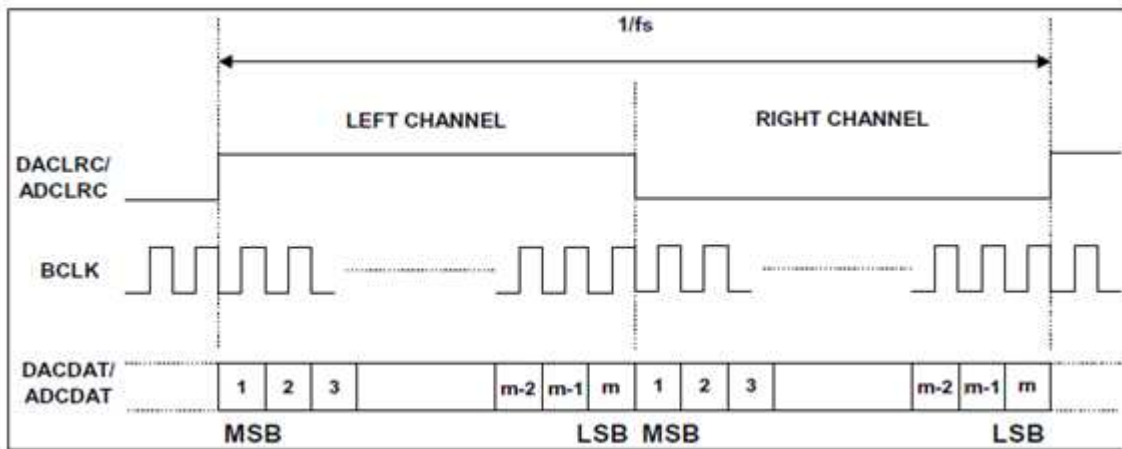 1/fs
LEFT CHANNEL RIGHT CHANNEL
DACLRC/
ADCLRC
BCLK
DACDAT/
ADCDAT
1 2 3 m-2 m-1 m 1 2 3 m-2 m-1 m
MSB LSB MSB LSB